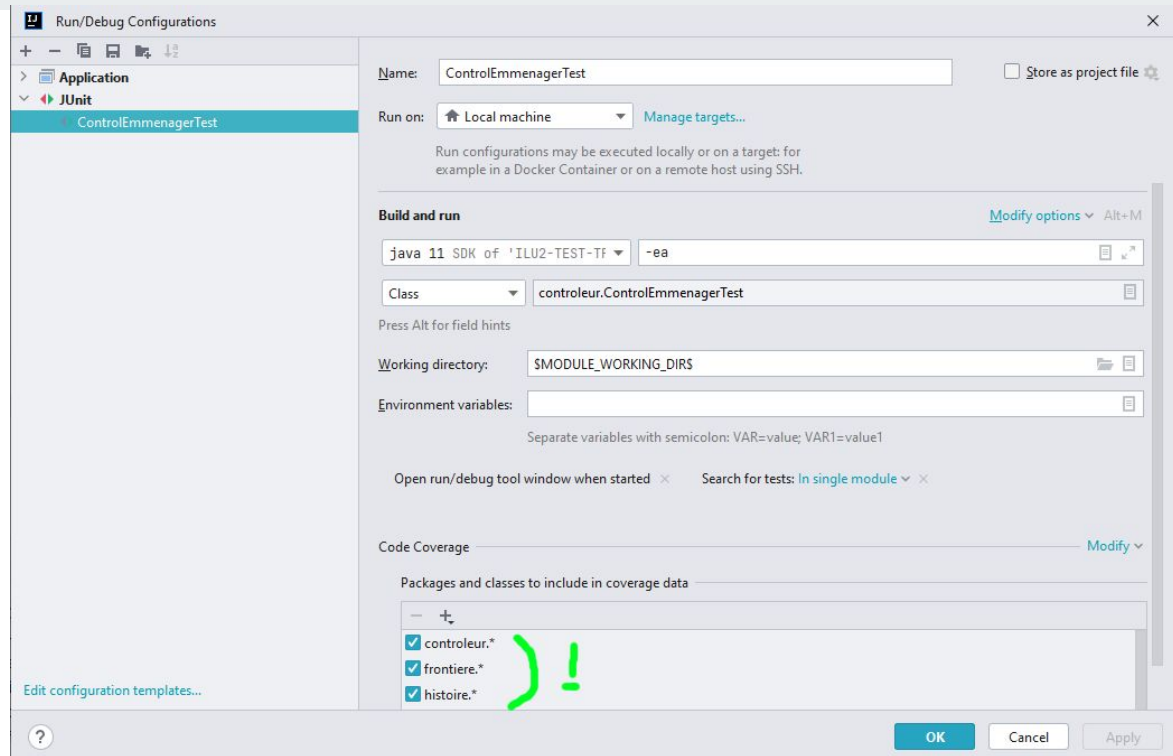 Run/Debug Configurations
Application
JUnit
ControlEmmenagerTest
Edit configuration templates...
Name: ControlEmmenagerTest
Store as project file
Run on: Local machine
Manage targets...
Run configurations may be executed locally or on a target: for
example in a Docker Container or on a remote host using SSH.
Build and run
Modify options Alt+M
java 11 SDK of 'ILU2-TEST-TF
-ea
Class
controleur.ControlEmmenagerTest
Press Alt for field hints
Working directory: $MODULE_WORKING_DIR$
Environment variables:
Separate variables with semicolon: VAR=value; VAR1=value1
Open run/debug tool window when started
Search for tests: In single module
Code Coverage
Modify
Packages and classes to include in coverage data
controleur.*
frontiere.*
histoire.*
) !
?
OK
Cancel
Apply